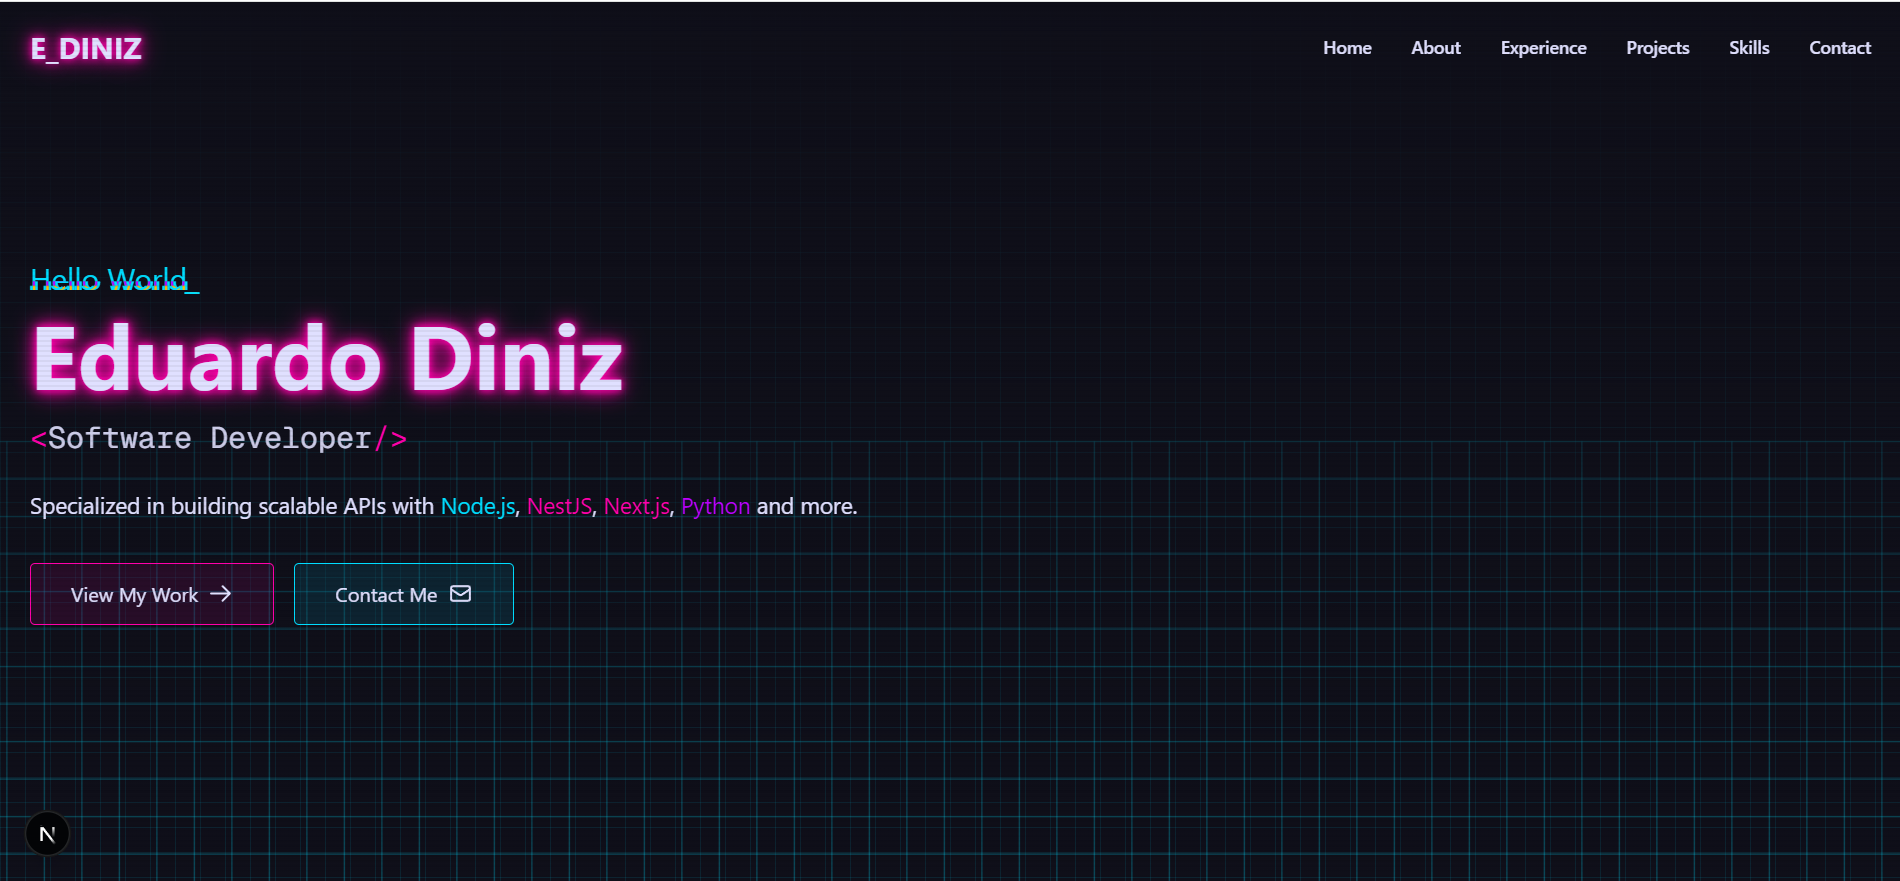 E_DINIZ
Home About Experience Projects Skills Contact
Hello World_
Eduardo Diniz
<Software Developer/>
Specialized in building scalable APIs with Node.js, NestJS, Next.js, Python and more.
View My Work → Contact Me
N